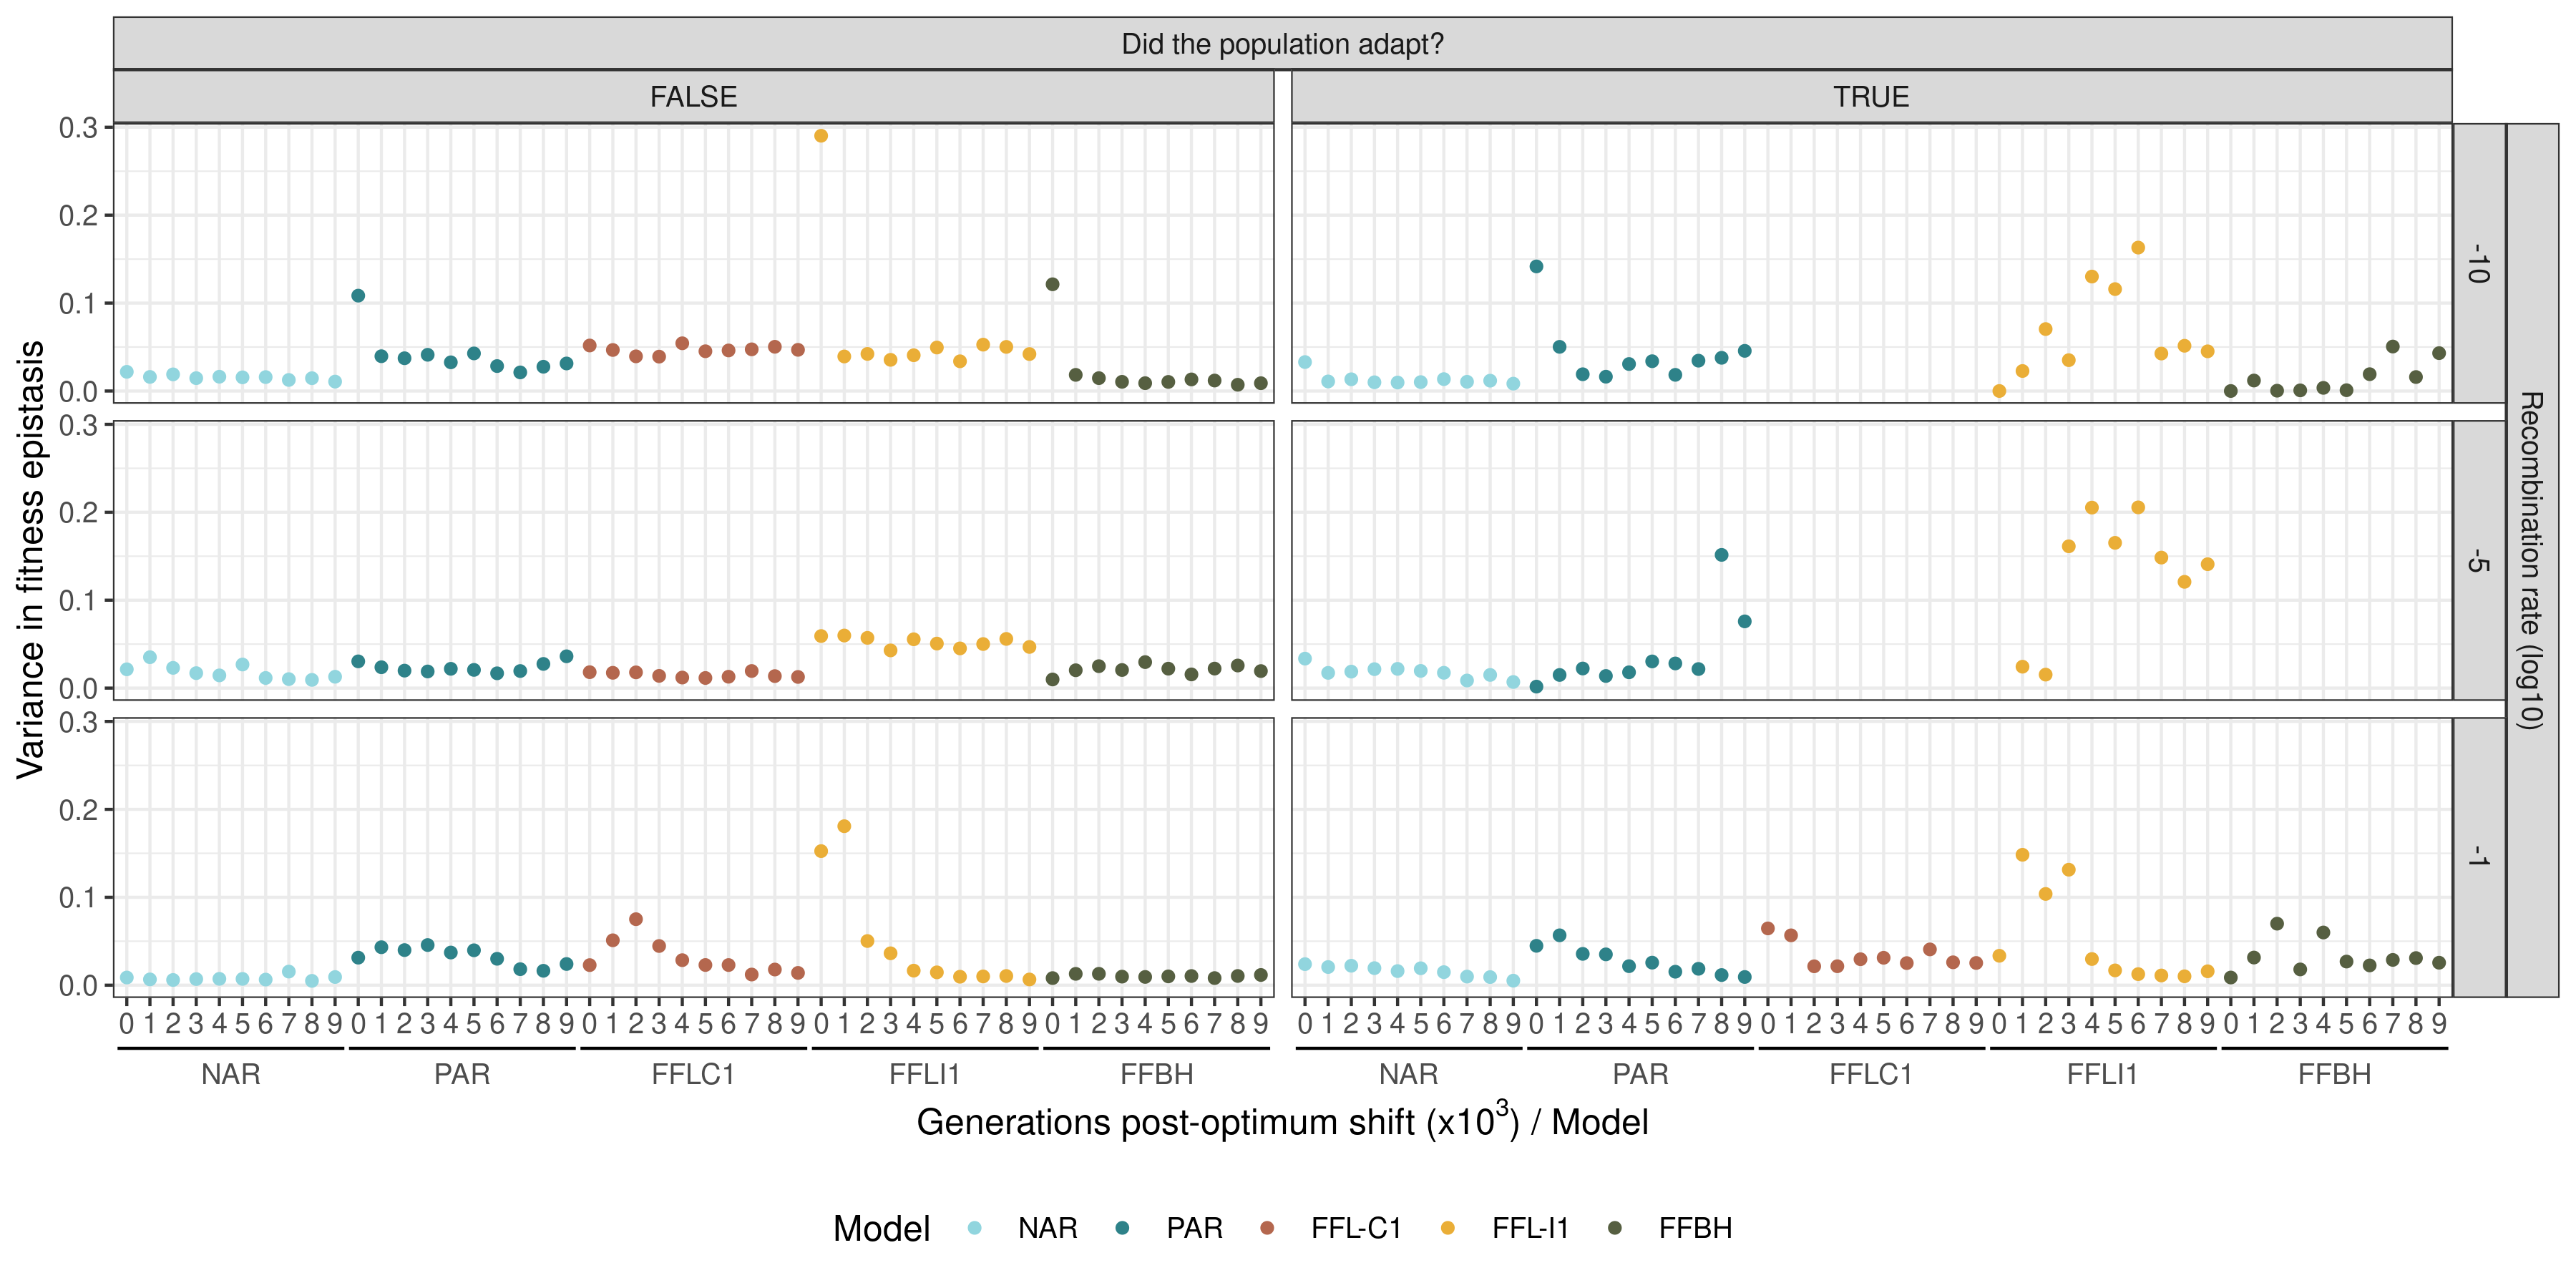 Did the population adapt?
FALSE TRUE
0.3
0.2
0.1
0.0
-10
0.3
0.2
0.1
0.0
-5
0.3
0.2
0.1
0.0
-1
Variance in fitness epistasis
Recombination rate (log10)
0 1 2 3 4 5 6 7 8 9 0 1 2 3 4 5 6 7 8 9 0 1 2 3 4 5 6 7 8 9 0 1 2 3 4 5 6 7 8 9 0 1 2 3 4 5 6 7 8 9 0 1 2 3 4 5 6 7 8 9 0 1 2 3 4 5 6 7 8 9 0 1 2 3 4 5 6 7 8 9 0 1 2 3 4 5 6 7 8 9 0 1 2 3 4 5 6 7 8 9
NAR PAR FFLC1 FFLI1 FFBH NAR PAR FFLC1 FFLI1 FFBH
Generations post-optimum shift (x10³) / Model
Model NAR PAR FFL-C1 FFL-I1 FFBH